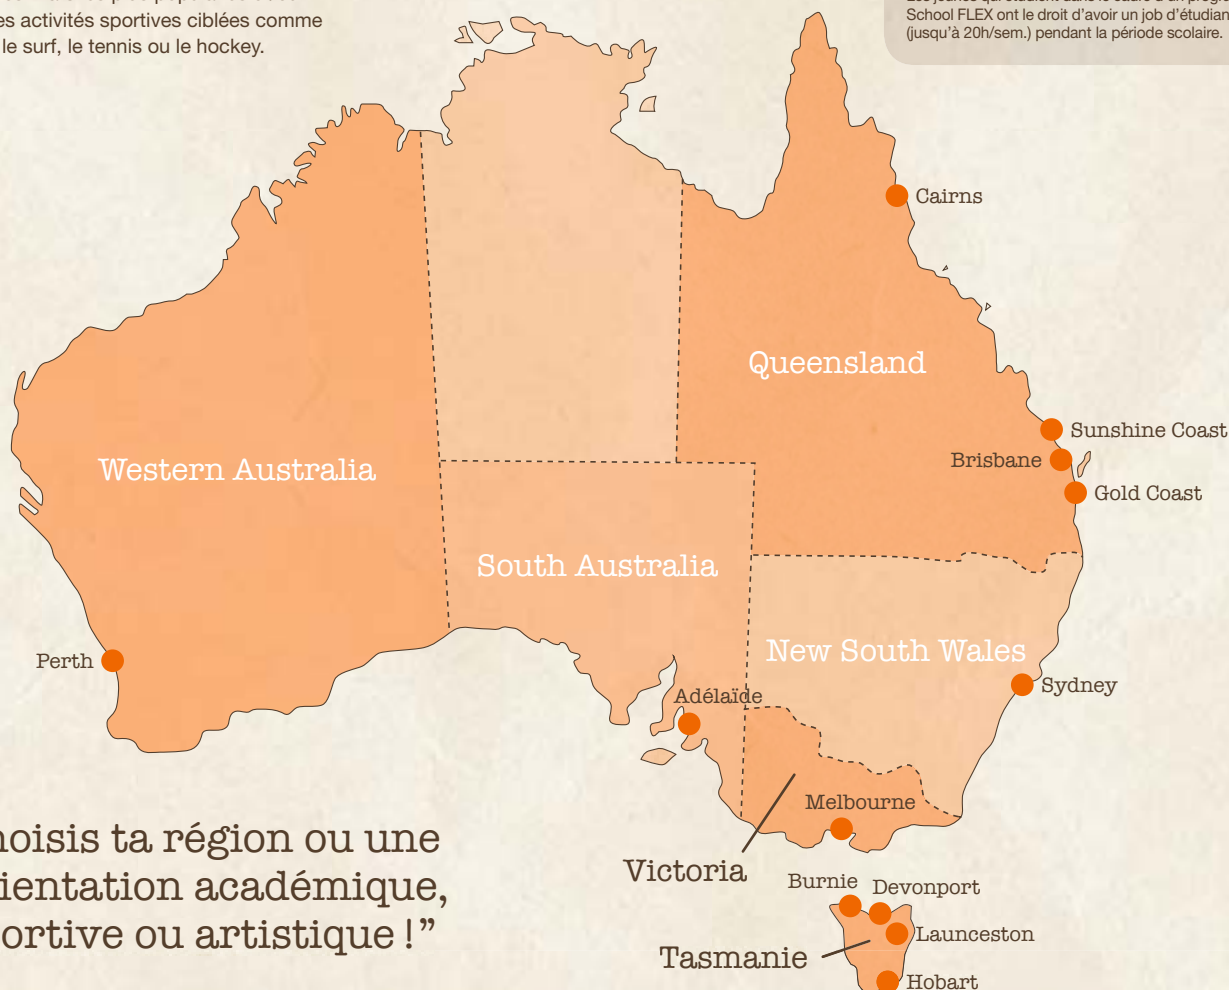 es activités sportives ciblées comme
le surf, le tennis ou le hockey.
School FLEX ont le droit d'avoir un job d'étudian
(jusqu'à 20h/sem.) pendant la période scolaire.
Cairns
Queensland
Sunshine Coast
Brisbane
Gold Coast
Western Australia
South Australia
New South Wales
Perth
Sydney
Adélaïde
Melbourne
Victoria
Burnie
Devonport
Launceston
Tasmanie
Hobart
hoisis ta région ou une
rientation académique,
ortive ou artistique !”